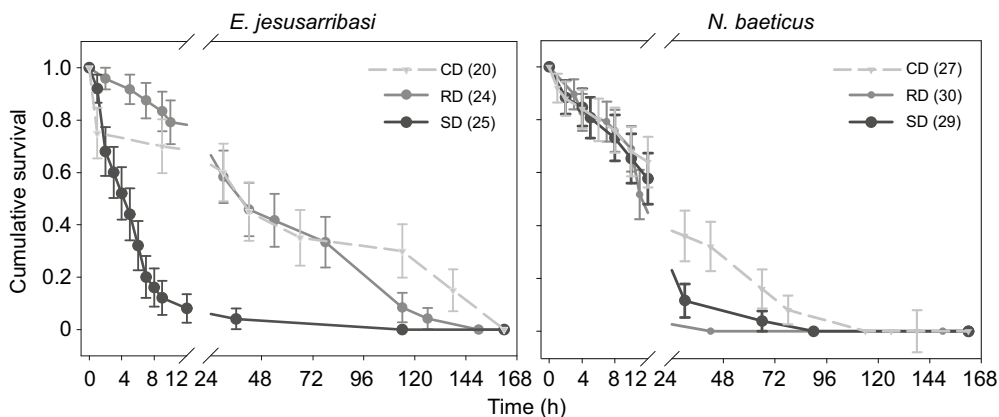 E. jesusarribasi
N. baeticus
Cumulative survival
1.0
0.8
0.6
0.4
0.2
0
CD (20)
RD (24)
SD (25)
CD (27)
RD (30)
SD (29)
0 4 8 12 24 48 72 96 120 144 168
0 4 8 12 24 48 72 96 120 144 168
Time (h)